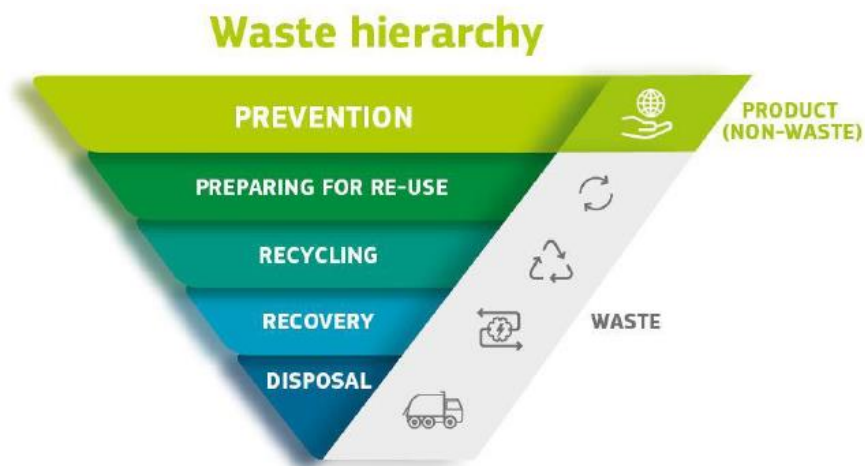 Waste hierarchy
PREVENTION
PRODUCT
(NON-WASTE)
PREPARING FOR RE-USE
RECYCLING
RECOVERY
WASTE
DISPOSAL